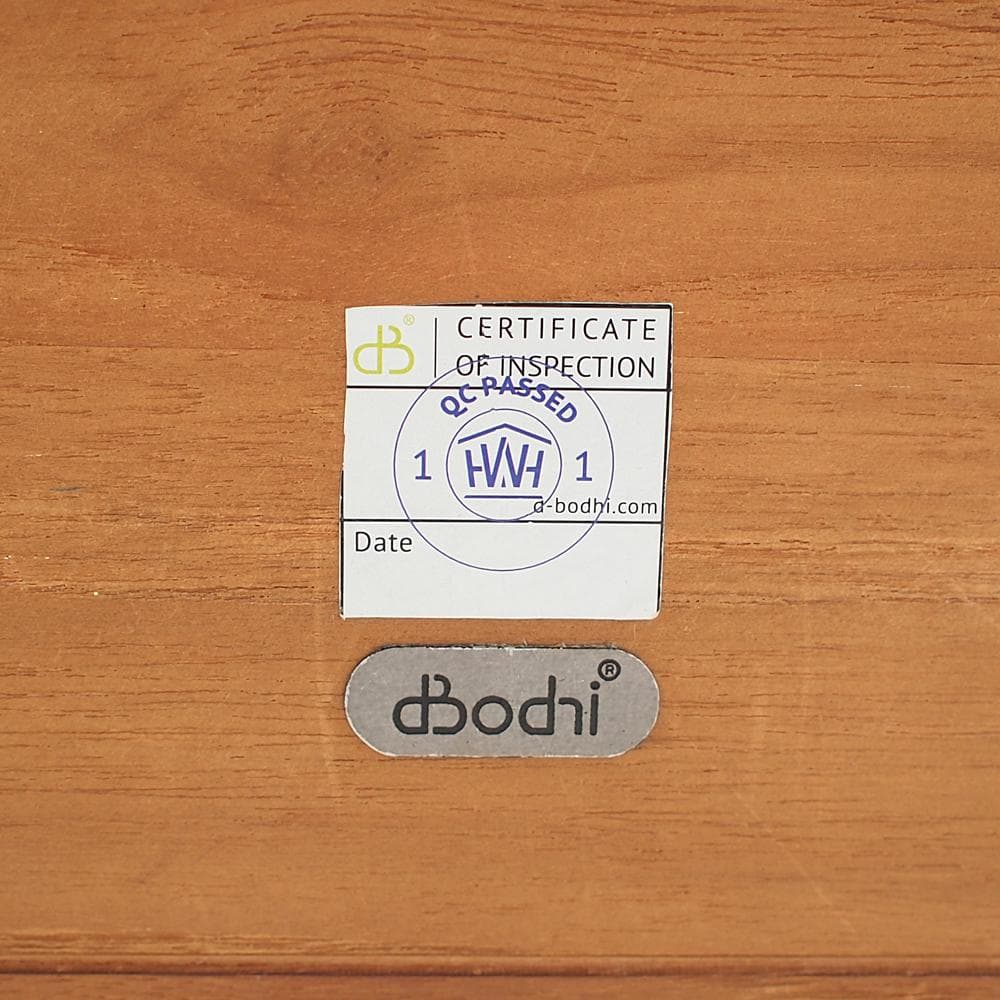 dB®
CERTIFICATE
OF INSPECTION
QC PASSED
1 HWH 1
d-bodhi.com
Date
dBodhi®